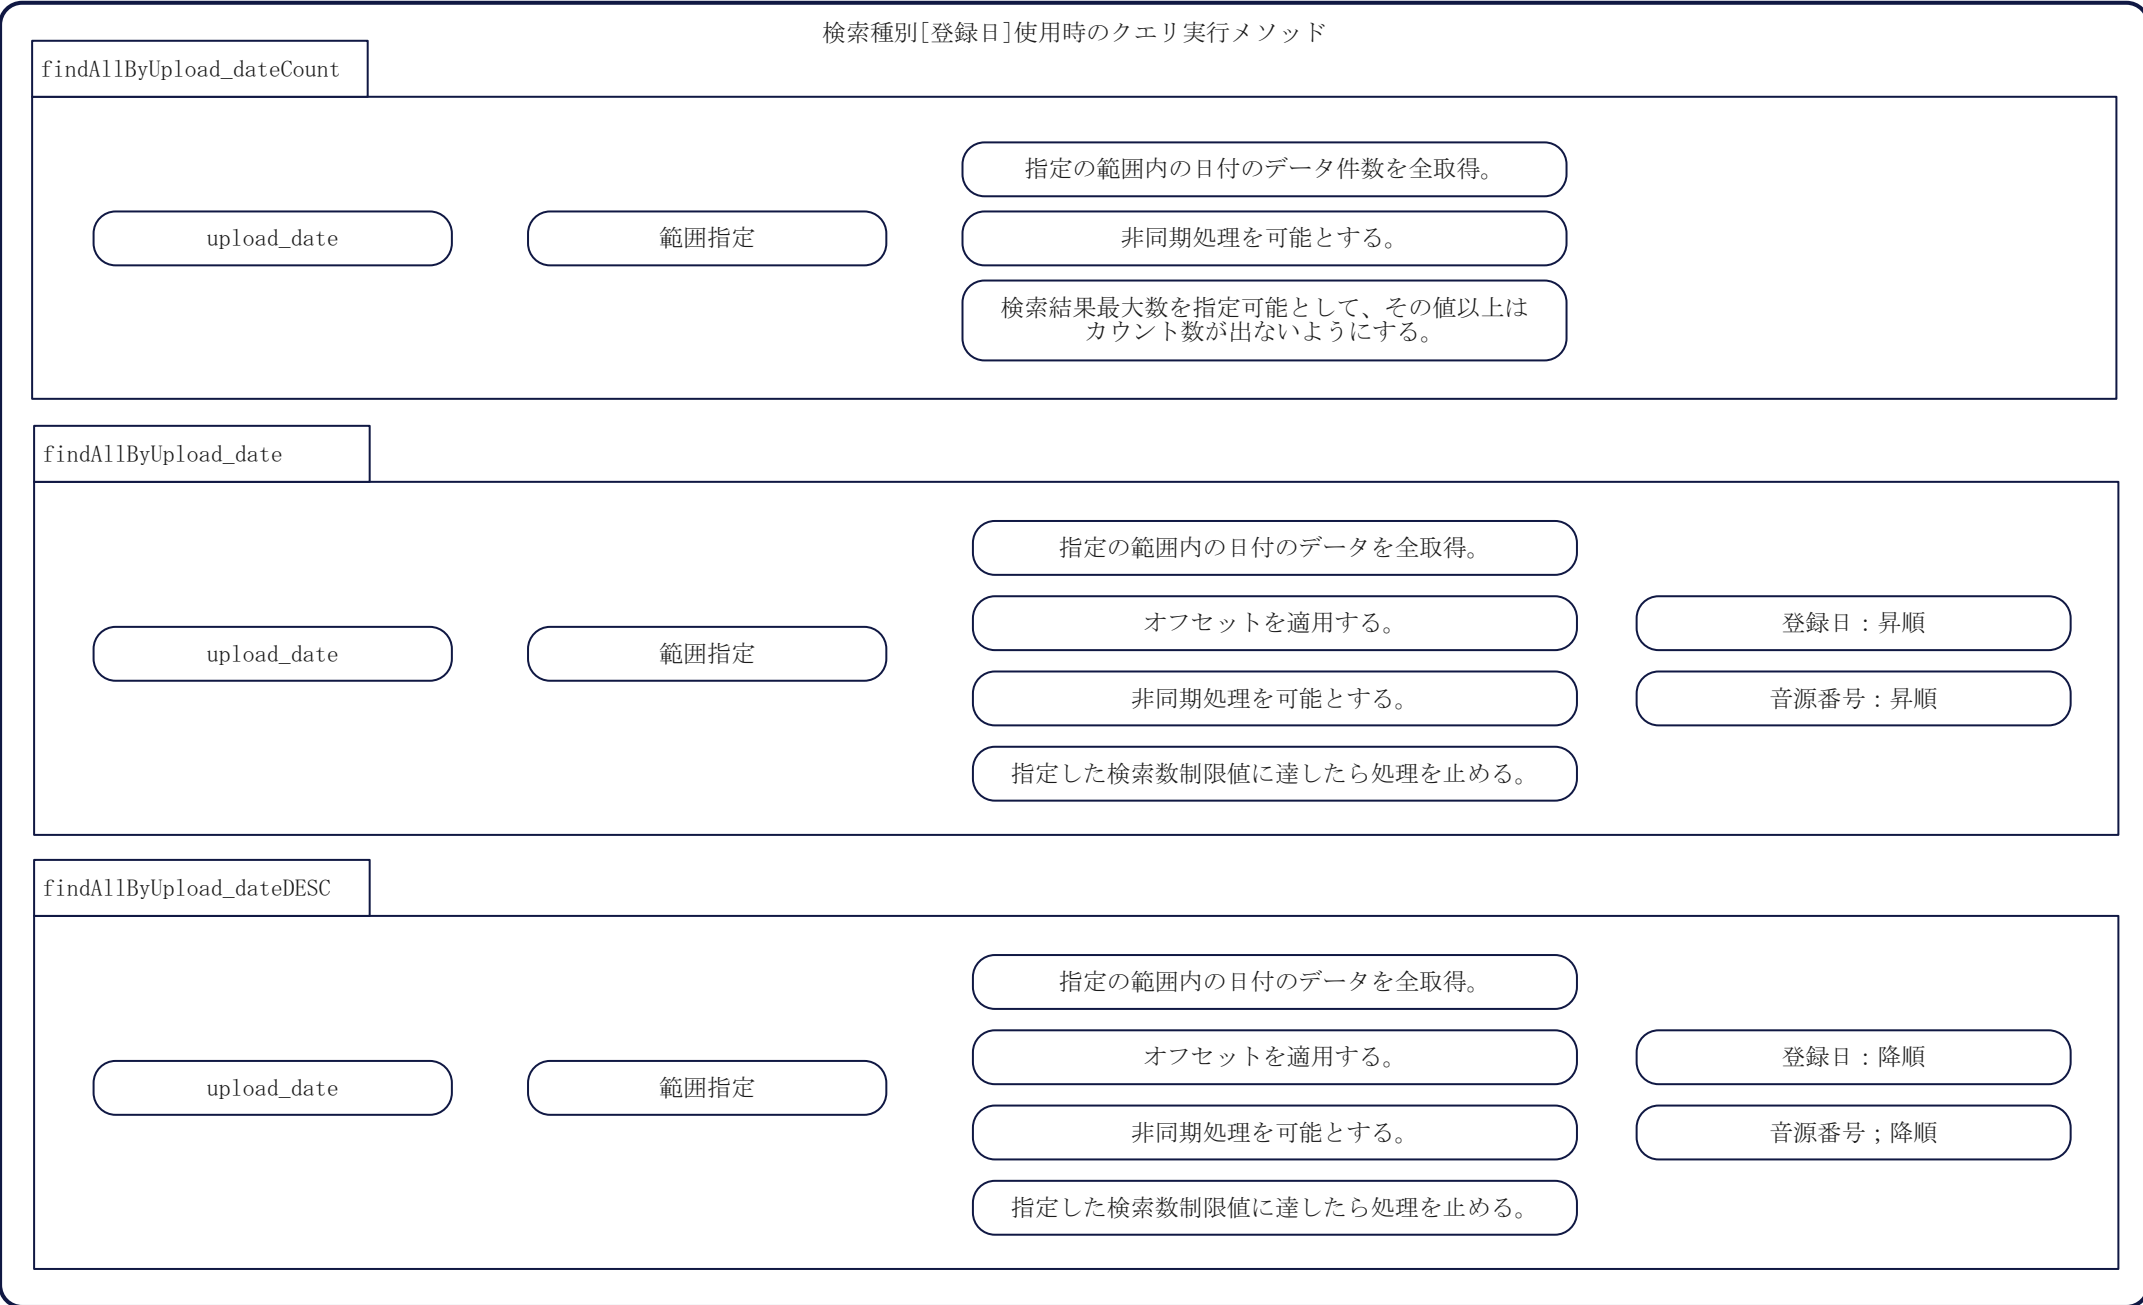 検索種別[登録日]使用時のクエリ実行メソッド
findAllByUpload_dateCount
upload_date
範囲指定
指定の範囲内の日付のデータ件数を全取得。
非同期処理を可能とする。
検索結果最大数を指定可能として、その値以上は
カウント数が出ないようにする。
findAllByUpload_date
upload_date
範囲指定
指定の範囲内の日付のデータを全取得。
オフセットを適用する。
非同期処理を可能とする。
指定した検索数制限値に達したら処理を止める。
登録日：昇順
音源番号：昇順
findAllByUpload_dateDESC
upload_date
範囲指定
指定の範囲内の日付のデータを全取得。
オフセットを適用する。
非同期処理を可能とする。
指定した検索数制限値に達したら処理を止める。
登録日：降順
音源番号；降順